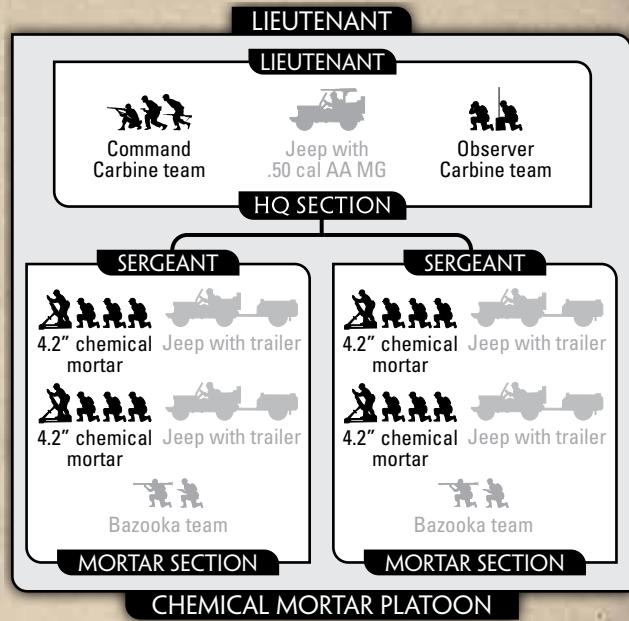 LIEUTENANT
LIEUTENANT
Command
Carbine team
Jeep with
.50 cal AA MG
Observer
Carbine team
HQ SECTION
SERGEANT
4.2” chemical
mortar
Jeep with trailer
4.2” chemical
mortar
Jeep with trailer
Bazooka team
MORTAR SECTION
SERGEANT
4.2” chemical
mortar
Jeep with trailer
4.2” chemical
mortar
Jeep with trailer
Bazooka team
MORTAR SECTION
CHEMICAL MORTAR PLATOON